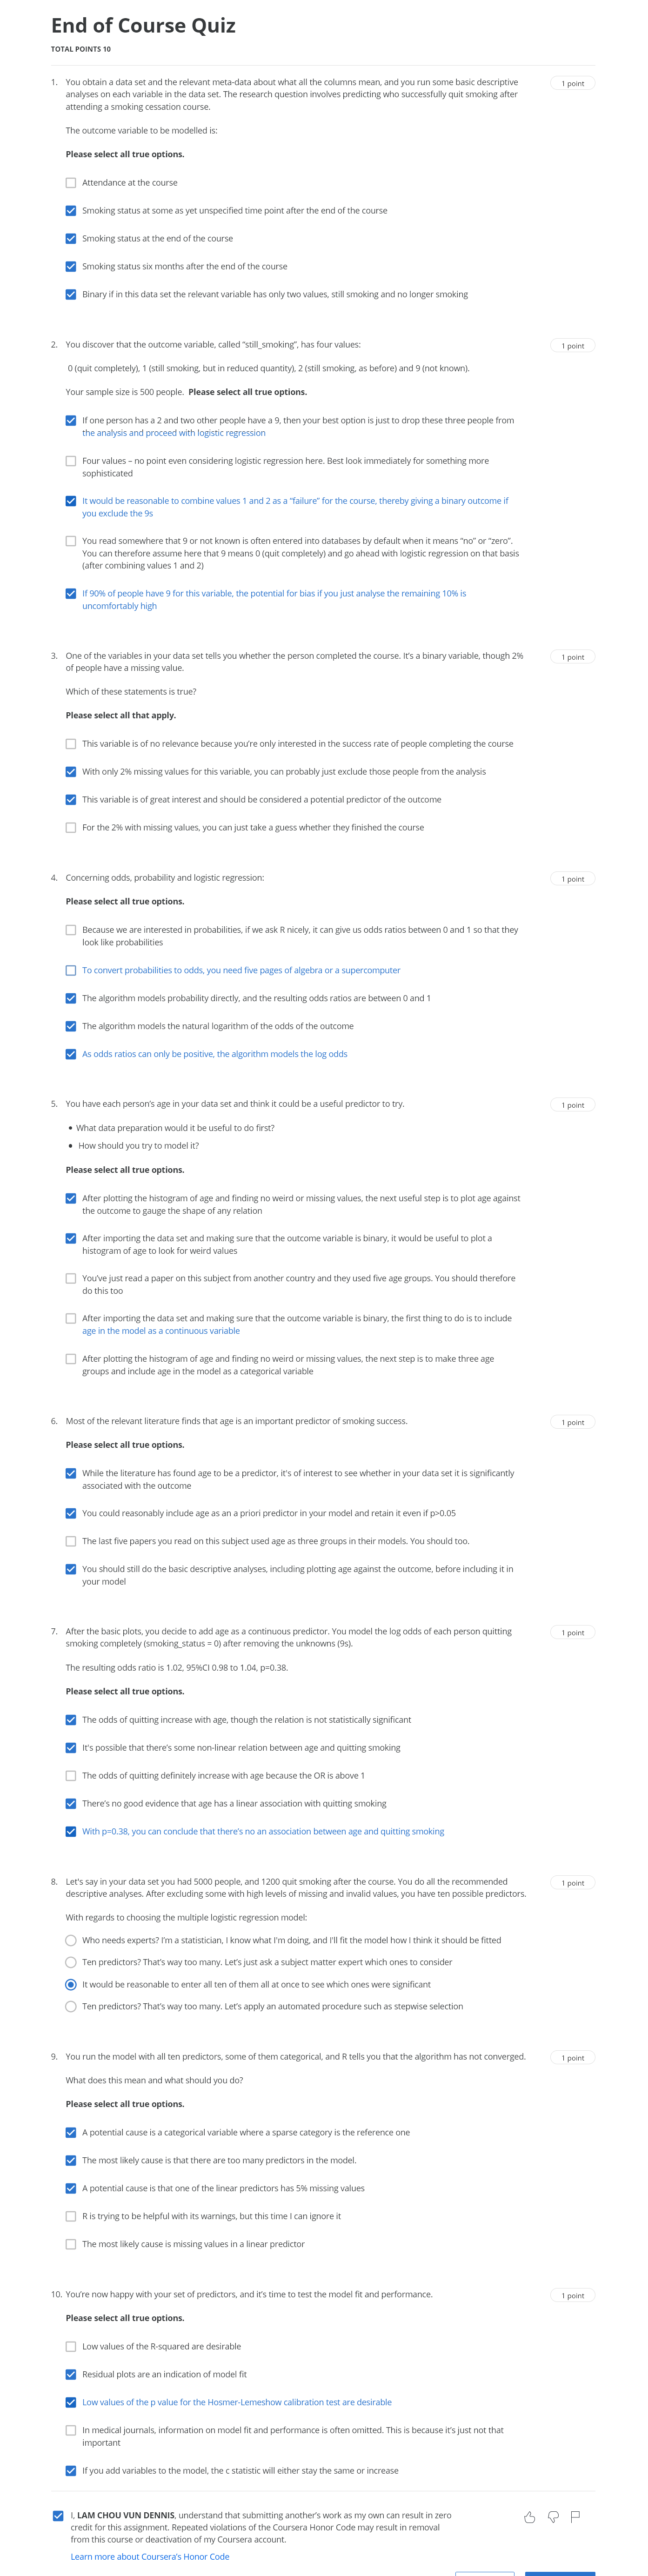 End of Course Quiz
TOTAL POINTS 10
1. You obtain a data set and the relevant meta-data about what all the columns mean, and you run some basic descriptive
analyses on each variable in the data set. The research question involves predicting who successfully quit smoking after
attending a smoking cessation course.
1 point
The outcome variable to be modelled is:
Please select all true options.
Attendance at the course
Smoking status at some as yet unspecified time point after the end of the course
Smoking status at the end of the course
Smoking status six months after the end of the course
Binary if in this data set the relevant variable has only two values, still smoking and no longer smoking
2. You discover that the outcome variable, called “still_smoking”, has four values:
1 point
0 (quit completely), 1 (still smoking, but in reduced quantity), 2 (still smoking, as before) and 9 (not known).
Your sample size is 500 people. Please select all true options.
If one person has a 2 and two other people have a 9, then your best option is just to drop these three people from
the analysis and proceed with logistic regression
Four values – no point even considering logistic regression here. Best look immediately for something more
sophisticated
It would be reasonable to combine values 1 and 2 as a “failure” for the course, thereby giving a binary outcome if
you exclude the 9s
You read somewhere that 9 or not known is often entered into databases by default when it means “no” or “zero”.
You can therefore assume here that 9 means 0 (quit completely) and go ahead with logistic regression on that basis
(after combining values 1 and 2)
If 90% of people have 9 for this variable, the potential for bias if you just analyse the remaining 10% is
uncomfortably high
3. One of the variables in your data set tells you whether the person completed the course. It’s a binary variable, though 2%
of people have a missing value.
1 point
Which of these statements is true?
Please select all that apply.
This variable is of no relevance because you’re only interested in the success rate of people completing the course
With only 2% missing values for this variable, you can probably just exclude those people from the analysis
This variable is of great interest and should be considered a potential predictor of the outcome
For the 2% with missing values, you can just take a guess whether they finished the course
4. Concerning odds, probability and logistic regression:
1 point
Please select all true options.
Because we are interested in probabilities, if we ask R nicely, it can give us odds ratios between 0 and 1 so that they
look like probabilities
To convert probabilities to odds, you need five pages of algebra or a supercomputer
The algorithm models probability directly, and the resulting odds ratios are between 0 and 1
The algorithm models the natural logarithm of the odds of the outcome
As odds ratios can only be positive, the algorithm models the log odds
5. You have each person’s age in your data set and think it could be a useful predictor to try.
1 point
• What data preparation would it be useful to do first?
• How should you try to model it?
Please select all true options.
After plotting the histogram of age and finding no weird or missing values, the next useful step is to plot age against
the outcome to gauge the shape of any relation
After importing the data set and making sure that the outcome variable is binary, it would be useful to plot a
histogram of age to look for weird values
You’ve just read a paper on this subject from another country and they used five age groups. You should therefore
do this too
After importing the data set and making sure that the outcome variable is binary, the first thing to do is to include
age in the model as a continuous variable
After plotting the histogram of age and finding no weird or missing values, the next step is to make three age
groups and include age in the model as a categorical variable
6. Most of the relevant literature finds that age is an important predictor of smoking success.
1 point
Please select all true options.
While the literature has found age to be a predictor, it's of interest to see whether in your data set it is significantly
associated with the outcome
You could reasonably include age as an a priori predictor in your model and retain it even if p>0.05
The last five papers you read on this subject used age as three groups in their models. You should too.
You should still do the basic descriptive analyses, including plotting age against the outcome, before including it in
your model
7. After the basic plots, you decide to add age as a continuous predictor. You model the log odds of each person quitting
smoking completely (smoking_status = 0) after removing the unknowns (9s).
1 point
The resulting odds ratio is 1.02, 95%CI 0.98 to 1.04, p=0.38.
Please select all true options.
The odds of quitting increase with age, though the relation is not statistically significant
It's possible that there’s some non-linear relation between age and quitting smoking
The odds of quitting definitely increase with age because the OR is above 1
There’s no good evidence that age has a linear association with quitting smoking
With p=0.38, you can conclude that there’s no an association between age and quitting smoking
8. Let's say in your data set you had 5000 people, and 1200 quit smoking after the course. You do all the recommended
descriptive analyses. After excluding some with high levels of missing and invalid values, you have ten possible predictors.
1 point
With regards to choosing the multiple logistic regression model:
Who needs experts? I’m a statistician, I know what I'm doing, and I'll fit the model how I think it should be fitted
Ten predictors? That’s way too many. Let’s just ask a subject matter expert which ones to consider
It would be reasonable to enter all ten of them all at once to see which ones were significant
Ten predictors? That’s way too many. Let’s apply an automated procedure such as stepwise selection
9. You run the model with all ten predictors, some of them categorical, and R tells you that the algorithm has not converged.
1 point
What does this mean and what should you do?
Please select all true options.
A potential cause is a categorical variable where a sparse category is the reference one
The most likely cause is that there are too many predictors in the model.
A potential cause is that one of the linear predictors has 5% missing values
R is trying to be helpful with its warnings, but this time I can ignore it
The most likely cause is missing values in a linear predictor
10. You’re now happy with your set of predictors, and it’s time to test the model fit and performance.
1 point
Please select all true options.
Low values of the R-squared are desirable
Residual plots are an indication of model fit
Low values of the p value for the Hosmer-Lemeshow calibration test are desirable
In medical journals, information on model fit and performance is often omitted. This is because it’s just not that
important
If you add variables to the model, the c statistic will either stay the same or increase
I, LAM CHOU VUN DENNIS, understand that submitting another’s work as my own can result in zero
credit for this assignment. Repeated violations of the Coursera Honor Code may result in removal
from this course or deactivation of my Coursera account.
Learn more about Coursera’s Honor Code